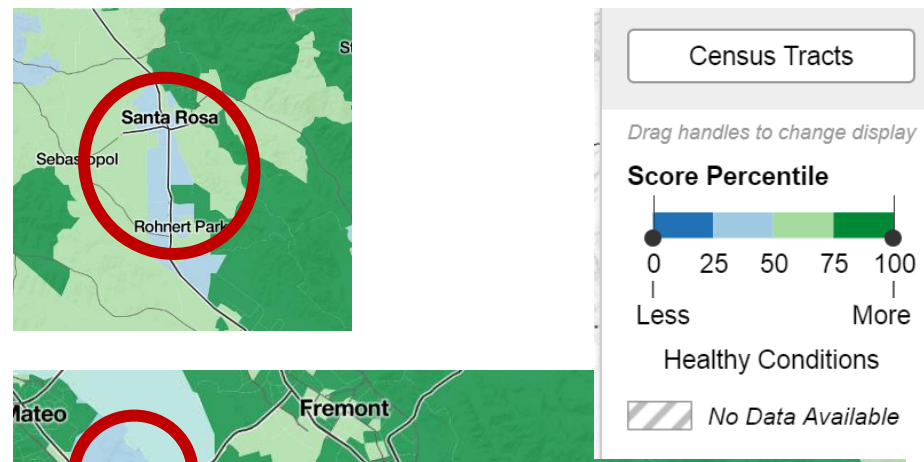 Santa Rosa
Sebastopol
Rohnert Park
Census Tracts
Drag handles to change display
Score Percentile
0 25 50 75 100
Less More
Healthy Conditions
No Data Available
Fremont